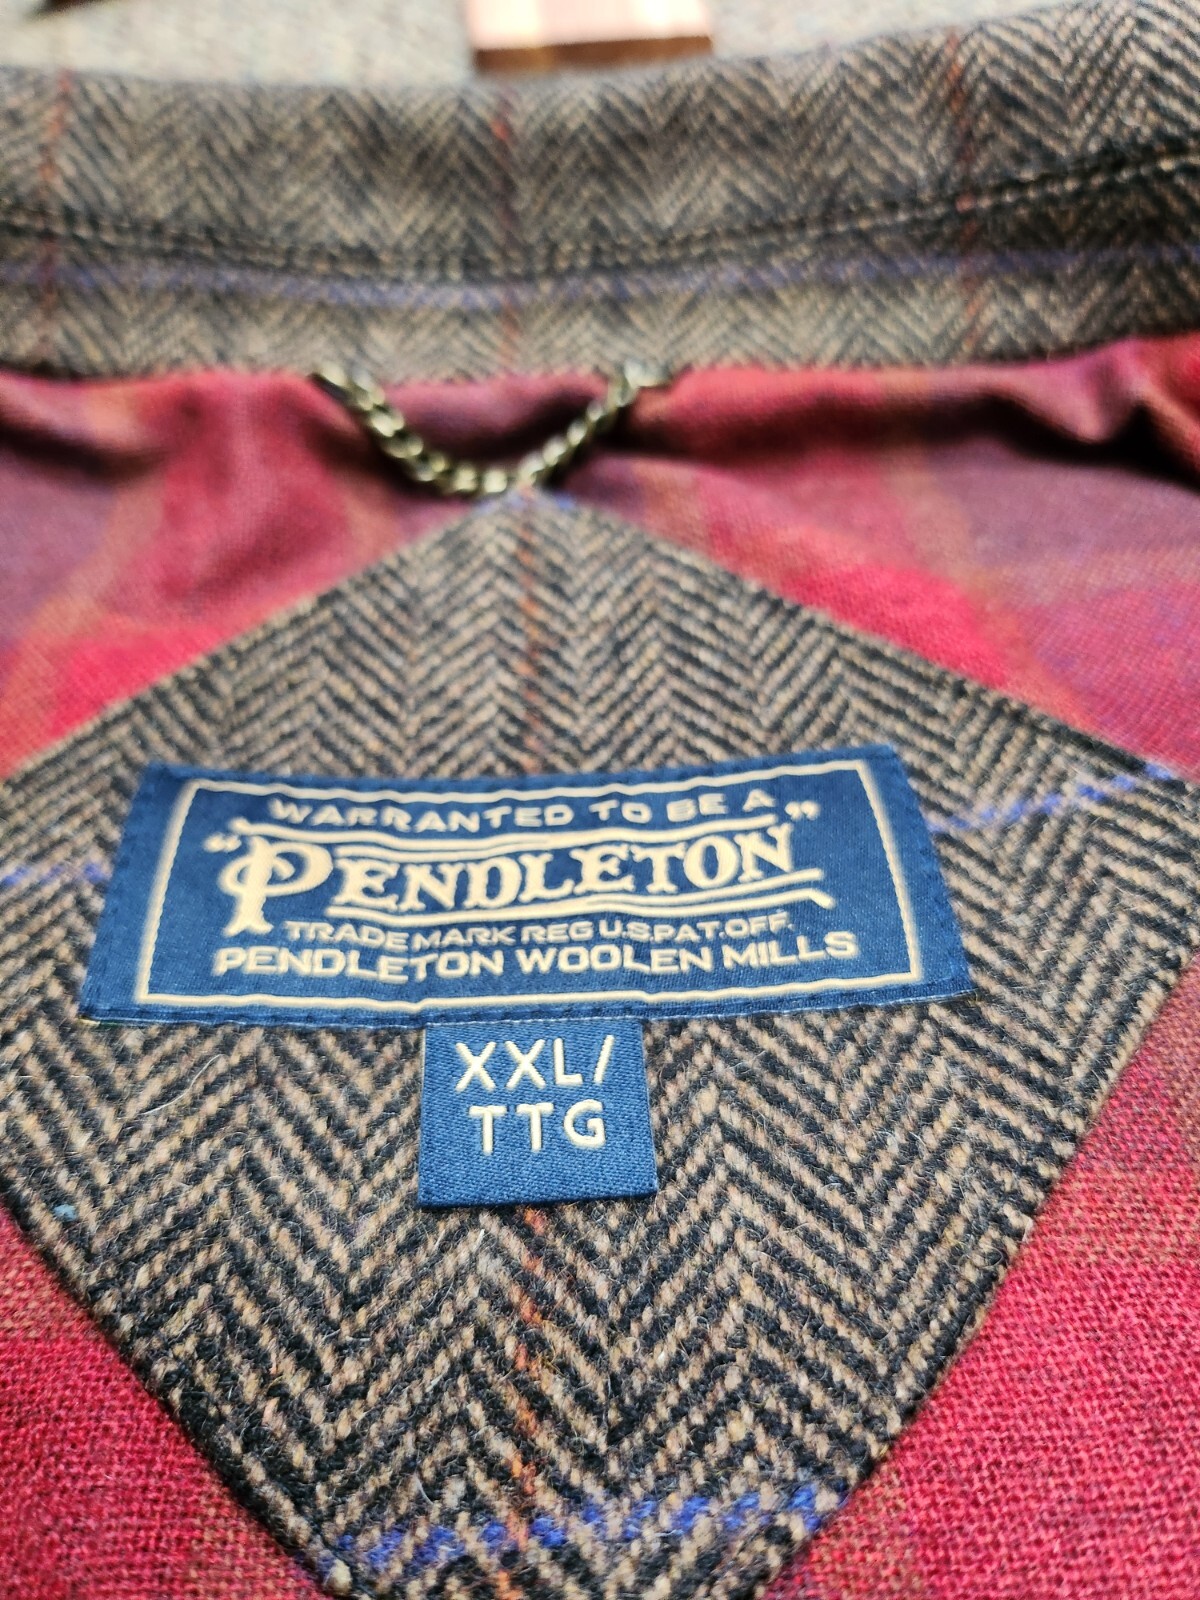 WARRANTED TO BE A
“PENDLETON”
TRADE MARK REG U.S.PAT.OFF.
PENDLETON WOOLEN MILLS
XXL/
TTG